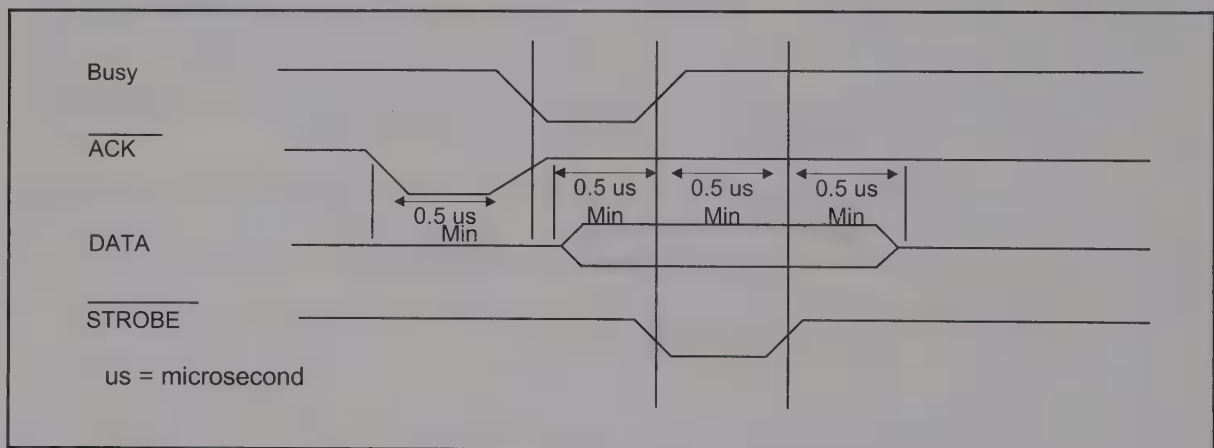 Busy
ACK
0.5 us
Min
0.5 us
Min
0.5 us
Min
0.5 us
Min
DATA
STROBE
us = microsecond